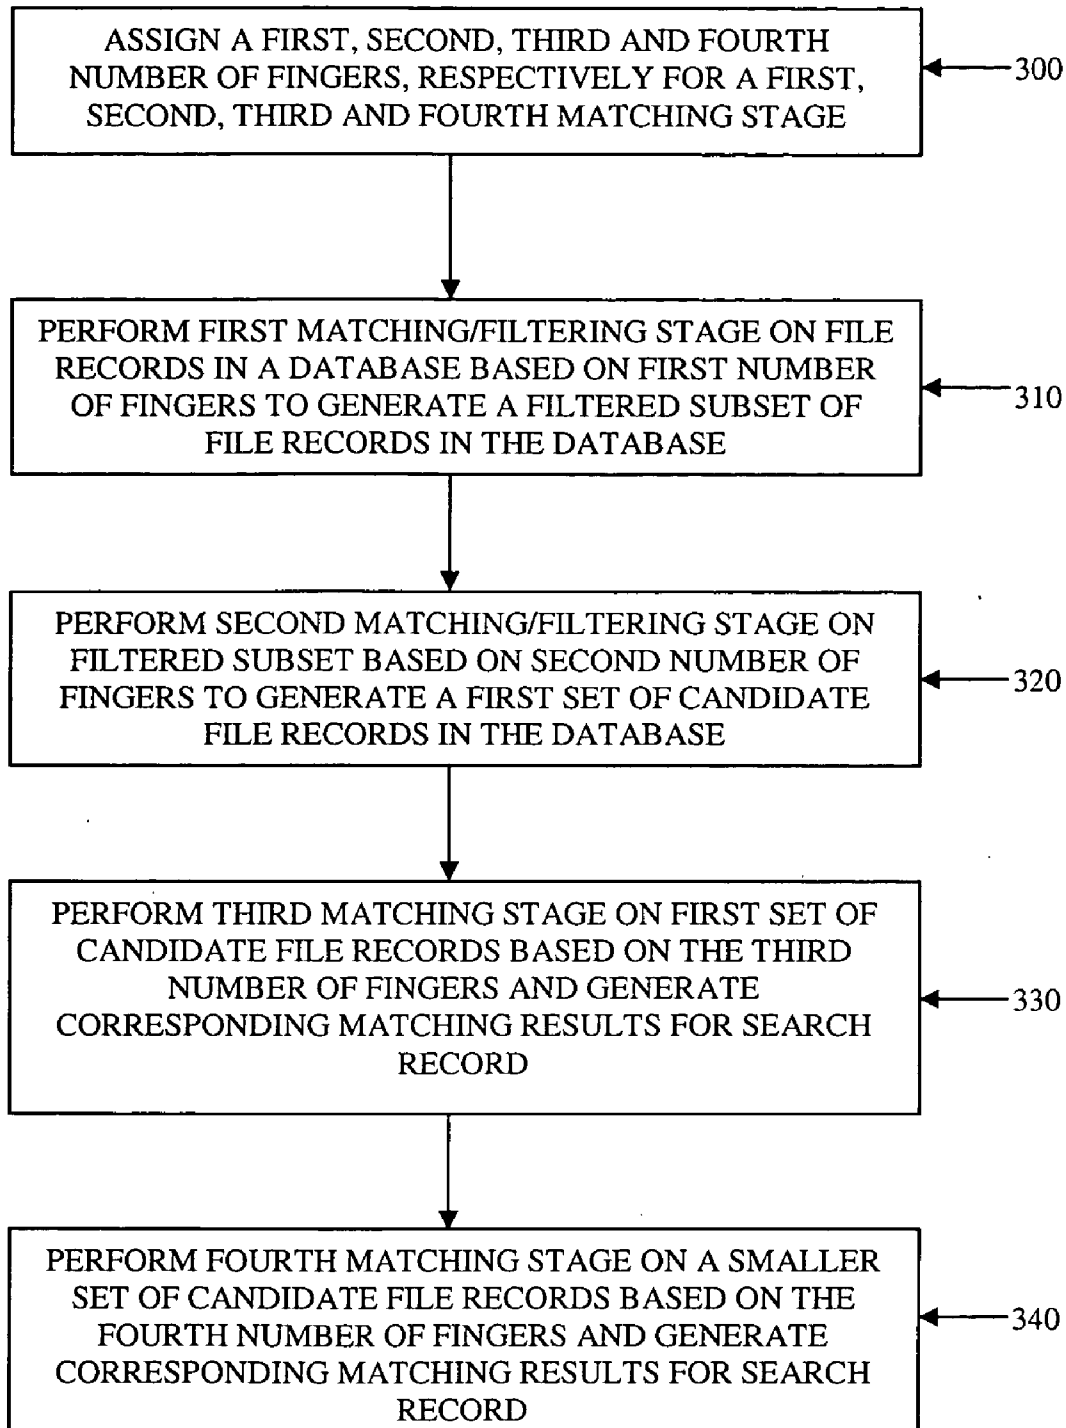 ASSIGN A FIRST, SECOND, THIRD AND FOURTH
NUMBER OF FINGERS, RESPECTIVELY FOR A FIRST,
SECOND, THIRD AND FOURTH MATCHING STAGE
300
PERFORM FIRST MATCHING/FILTERING STAGE ON FILE
RECORDS IN A DATABASE BASED ON FIRST NUMBER
OF FINGERS TO GENERATE A FILTERED SUBSET OF
FILE RECORDS IN THE DATABASE
310
PERFORM SECOND MATCHING/FILTERING STAGE ON
FILTERED SUBSET BASED ON SECOND NUMBER OF
FINGERS TO GENERATE A FIRST SET OF CANDIDATE
FILE RECORDS IN THE DATABASE
320
PERFORM THIRD MATCHING STAGE ON FIRST SET OF
CANDIDATE FILE RECORDS BASED ON THE THIRD
NUMBER OF FINGERS AND GENERATE
CORRESPONDING MATCHING RESULTS FOR SEARCH
RECORD
330
PERFORM FOURTH MATCHING STAGE ON A SMALLER
SET OF CANDIDATE FILE RECORDS BASED ON THE
FOURTH NUMBER OF FINGERS AND GENERATE
CORRESPONDING MATCHING RESULTS FOR SEARCH
RECORD
340